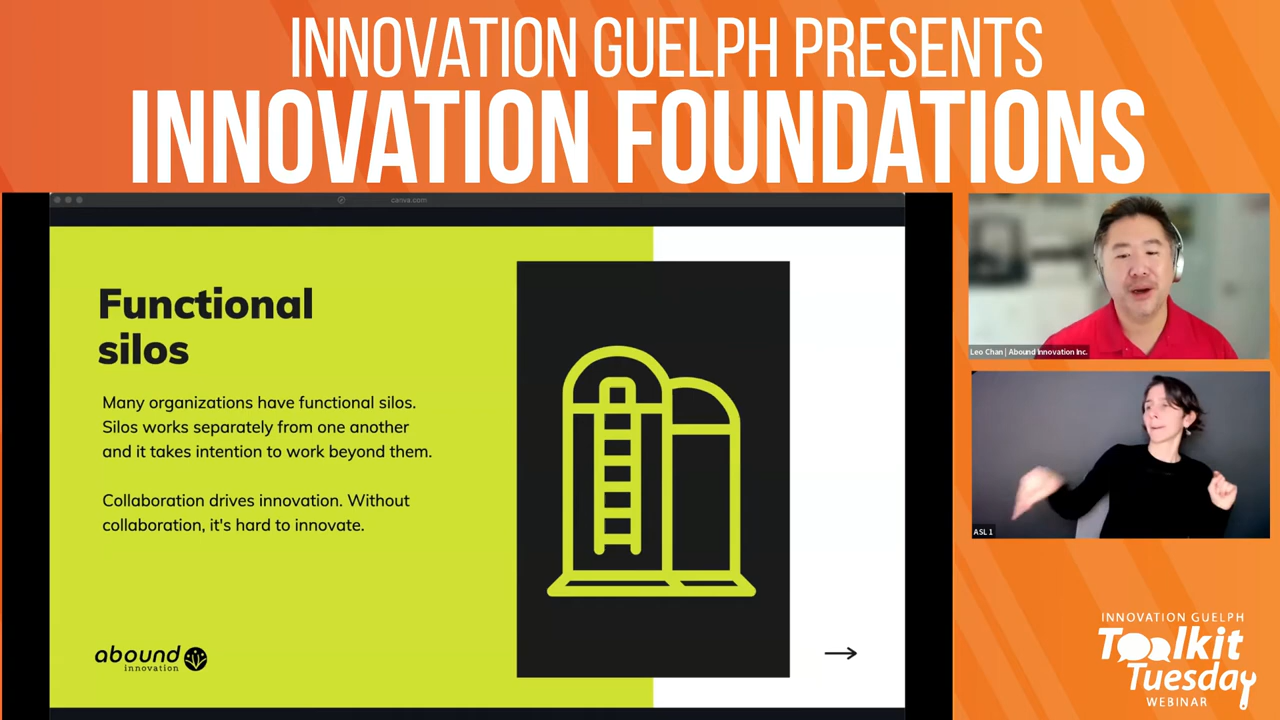 INNOVATION GUELPH PRESENTS
INNOVATION FOUNDATIONS
canva.com
Functional
silos
Many organizations have functional silos.
Silos works separately from one another
and it takes intention to work beyond them.
Collaboration drives innovation. Without
collaboration, it's hard to innovate.
abound
innovation
Leo Chan | Abound Innovation Inc.
ASL 1
INNOVATION GUELPH
Toolkit
Tuesday
WEBINAR